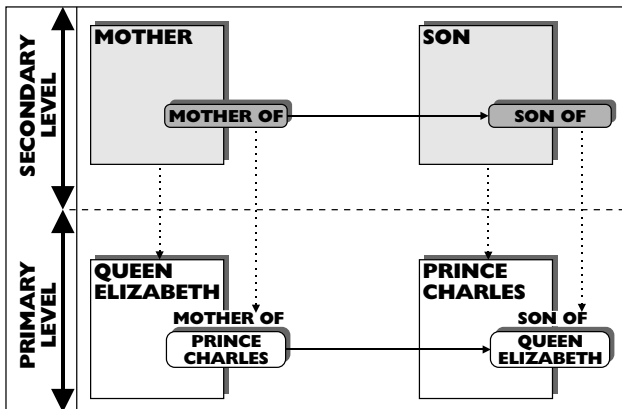 SECONDARY
LEVEL
MOTHER
SON
MOTHER OF
SON OF
PRIMARY
LEVEL
QUEEN
ELIZABETH
PRINCE
CHARLES
MOTHER OF
SON OF
PRINCE
CHARLES
QUEEN
ELIZABETH